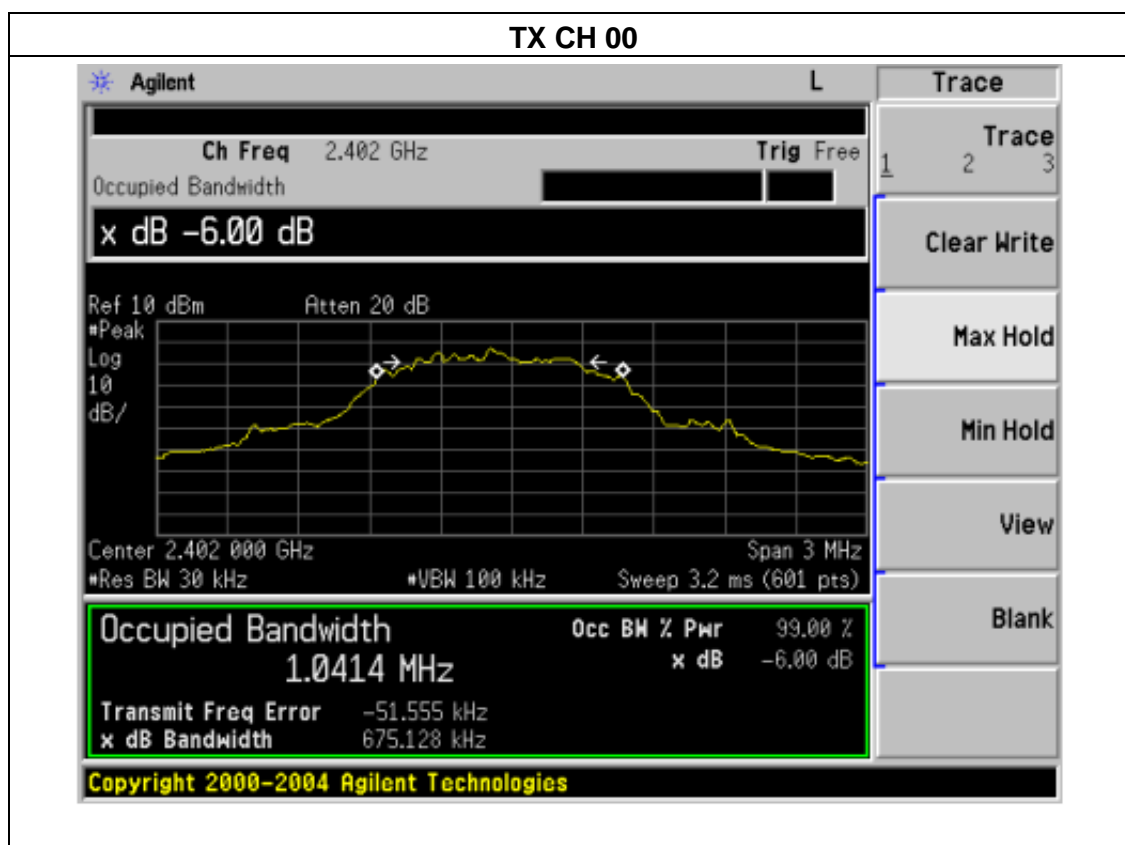 TX CH 00
Agilent L Trace
Ch Freq 2.402 GHz Trig Free
Occupied Bandwidth
Trace
1 2 3
x dB -6.00 dB
Clear Write
Ref 10 dBm Atten 20 dB
#Peak
Log
10
dB/
Max Hold
Min Hold
View
Center 2.402 000 GHz Span 3 MHz
#Res BW 30 kHz #VBW 100 kHz Sweep 3.2 ms (601 pts)
Blank
Occupied Bandwidth Occ BW % Pwr 99.00 %
1.0414 MHz x dB -6.00 dB
Transmit Freq Error -51.555 kHz
x dB Bandwidth 675.128 kHz
Copyright 2000-2004 Agilent Technologies